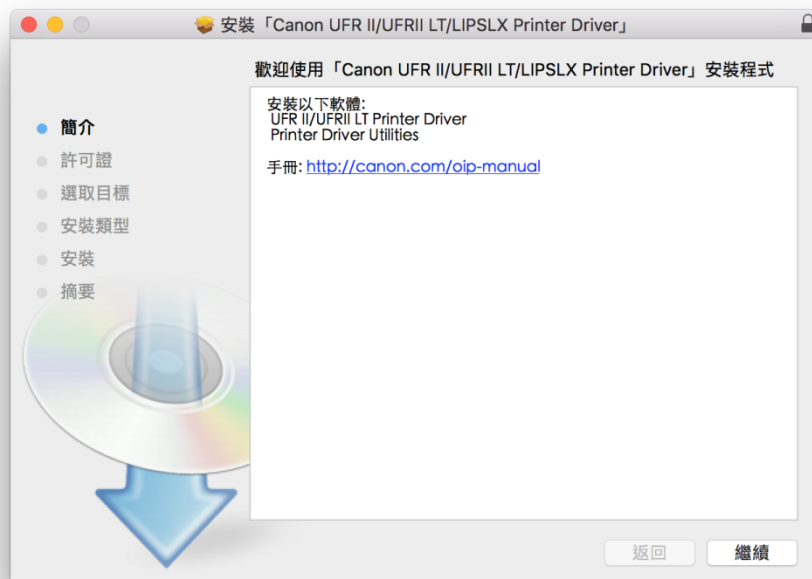 安裝「Canon UFR II/UFRII LT/LIPSLX Printer Driver」
歡迎使用「Canon UFR II/UFRII LT/LIPSLX Printer Driver」安裝程式
簡介
許可證
選取目標
安裝類型
安裝
摘要
安裝以下軟體:
UFR II/UFRII LT Printer Driver
Printer Driver Utilities
手冊: http://canon.com/oip-manual
返回
繼續